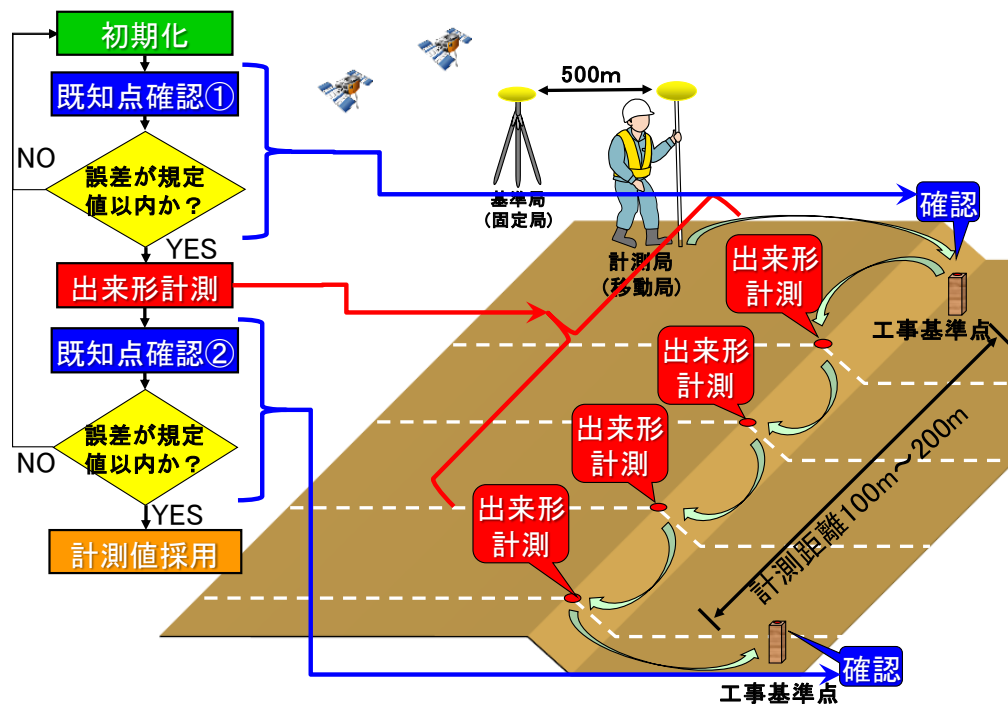 初期化
既知点確認①
NO
誤差が規定
値以内か？
YES
出来形計測
既知点確認②
誤差が規定
値以内か？
NO
YES
計測値採用
500m
基準局
(固定局)
計測局
(移動局)
確認
工事基準点
出来形
計測
出来形
計測
出来形
計測
出来形
計測
計測距離100m～200m
確認
工事基準点